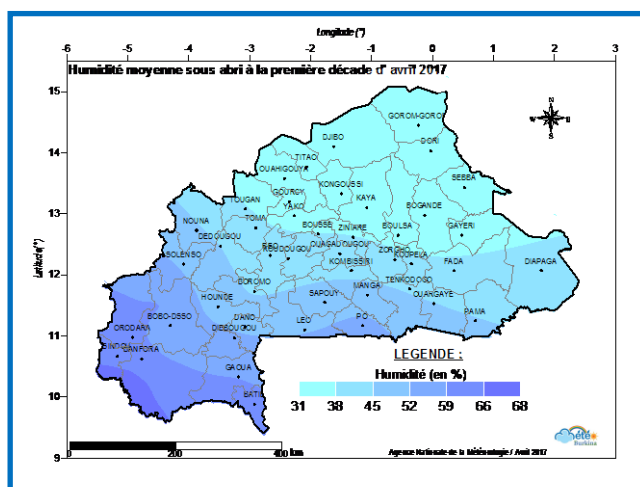 Longitude (°)
-6 -5 -4 -3 -2 -1 0 1 2 3
Humidité moyenne sous abri à la première décade d' avril 2017
15
GOROM-GOROM
N
W E
S
DJIBO
DORI
14
TITAO
OUAHIGOUYA
SEBBA
KONGOUSSI
GOURCY
KAYA
TOUGAN
YAKO
BOGANDE
13
NOUNA
TOMA
BOUSSE
ZINIARE
BOULSA
GAYERI
DEDOUGOU
REO
KOUDOUGOU
OUAGADOUGOU
ZORGHO
KOUPELA
SOLENSO
KOMBISSIRI
FADA
DIAPAGA
Latitude(°)
12
BOROMO
TENKODOGO
HOUNDE
SAPOUY
MANGA
OUARGAYE
BOBO-DSSO
DANO
LEO
PO
PAMA
ORODARA
DIEBOUGOU
11
SINDOU
BANFORA
LEGENDE :
GAOUA
Humidité (en %)
10
BATIE
31 38 45 52 59 66 68
météo
Burkina
9
0 200 400 km
Agence Nationale de la Météorologie / Avril 2017